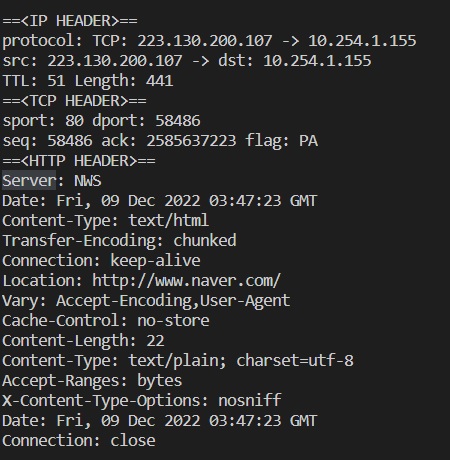 ==<IP HEADER>==
protocol: TCP: 223.130.200.107 -> 10.254.1.155
src: 223.130.200.107 -> dst: 10.254.1.155
TTL: 51 Length: 441
==<TCP HEADER>==
sport: 80 dport: 58486
seq: 58486 ack: 2585637223 flag: PA
==<HTTP HEADER>==
Server: NWS
Date: Fri, 09 Dec 2022 03:47:23 GMT
Content-Type: text/html
Transfer-Encoding: chunked
Connection: keep-alive
Location: http://www.naver.com/
Vary: Accept-Encoding,User-Agent
Cache-Control: no-store
Content-Length: 22
Content-Type: text/plain; charset=utf-8
Accept-Ranges: bytes
X-Content-Type-Options: nosniff
Date: Fri, 09 Dec 2022 03:47:23 GMT
Connection: close